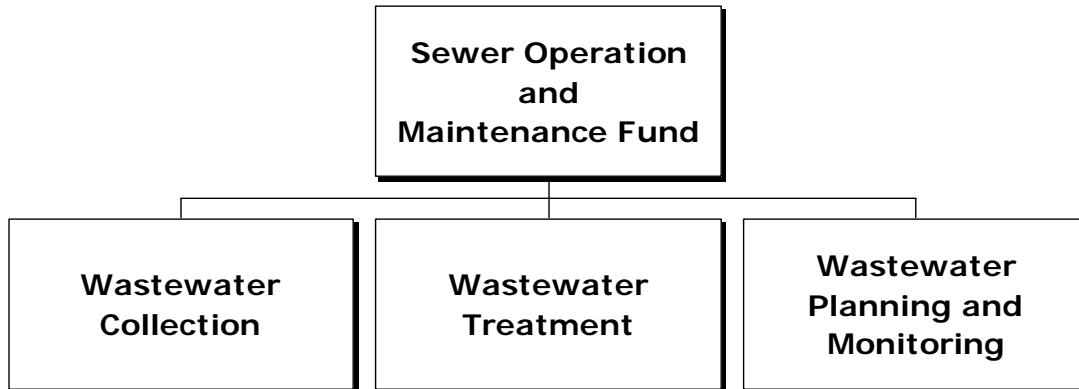 Sewer Operation
and
Maintenance Fund
Wastewater
Collection
Wastewater
Treatment
Wastewater
Planning and
Monitoring